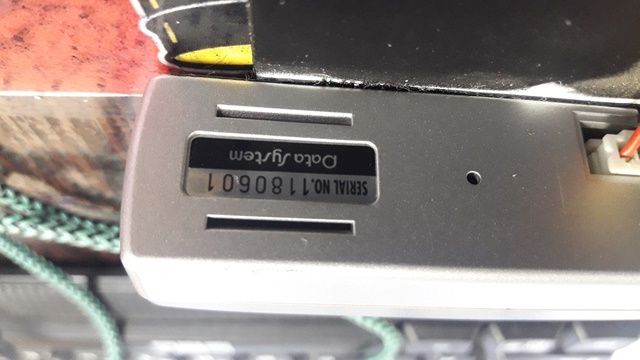 SERIAL NO.1180601
Data System